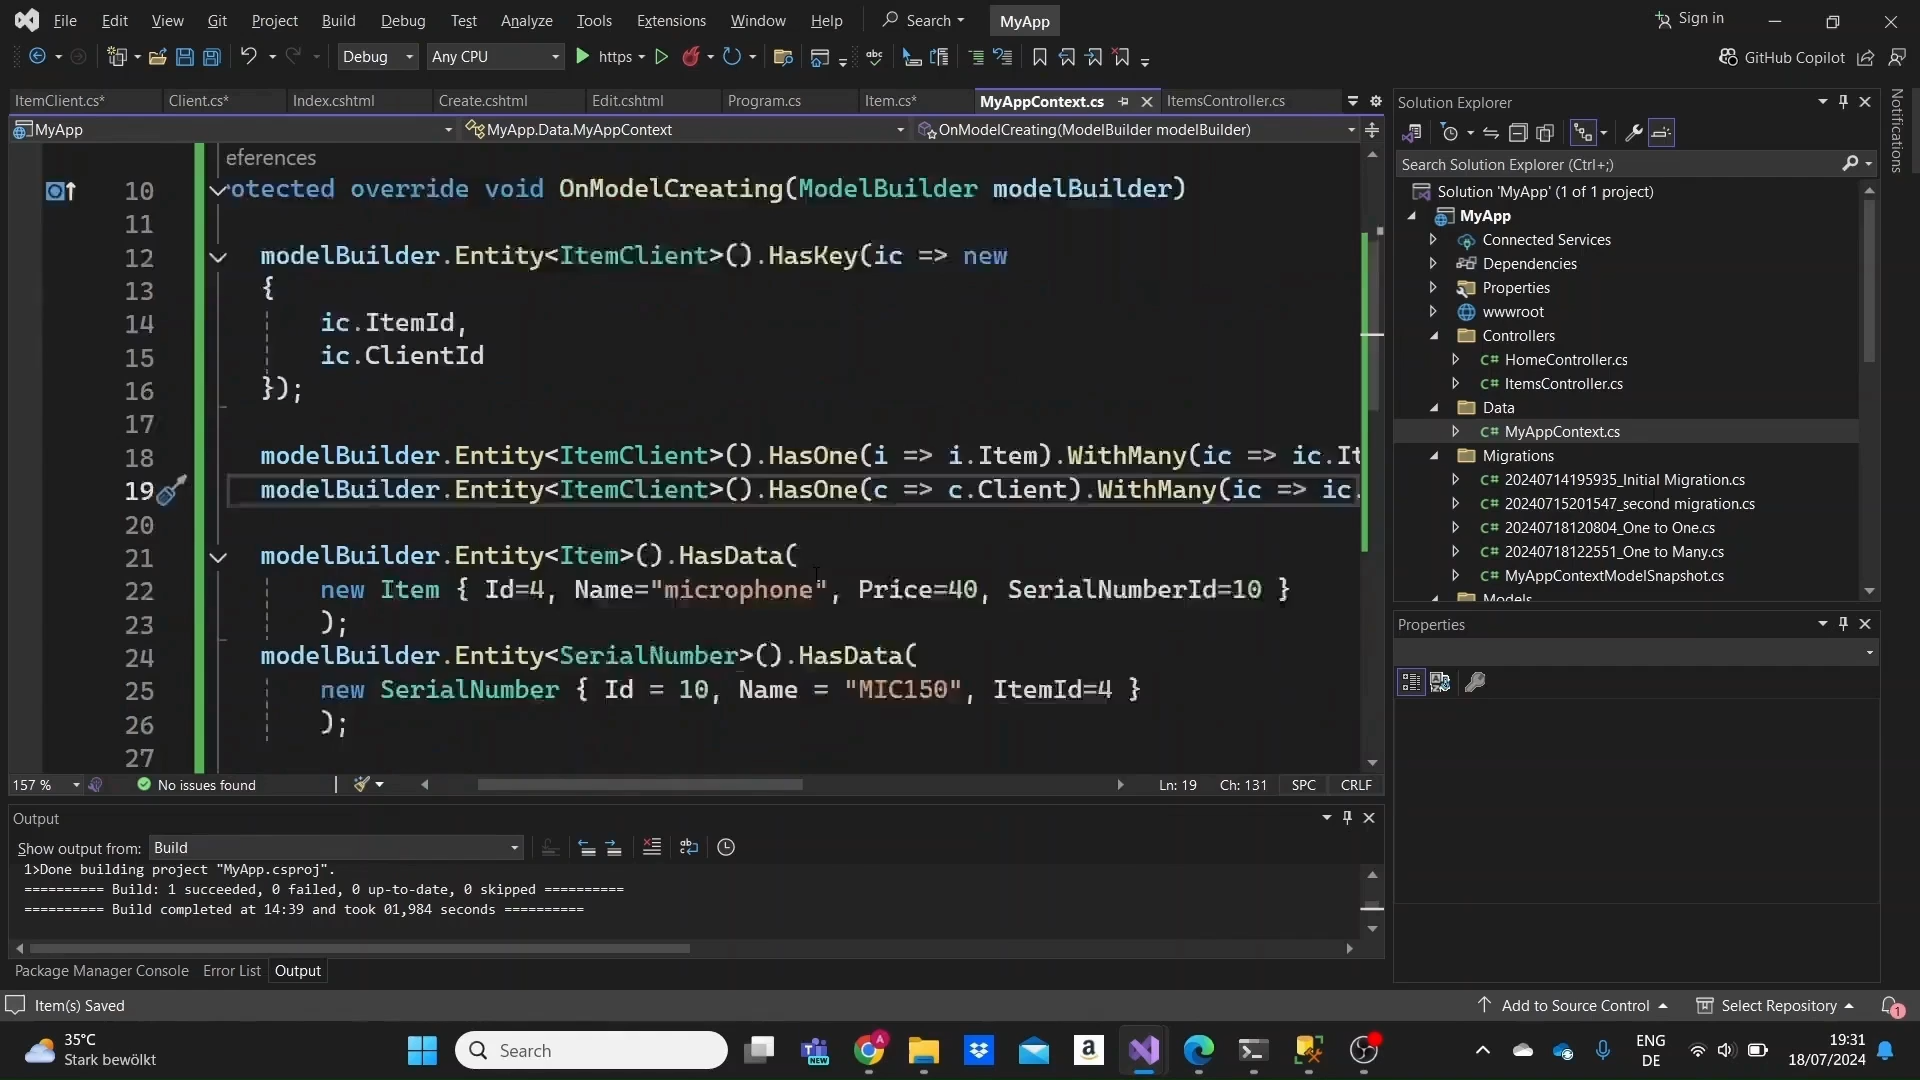 File Edit View Git Project Build Debug Test Analyze Tools Extensions Window Help Search MyApp Sign in
Debug Any CPU https GitHub Copilot
ItemClient.cs* Client.cs* Index.cshtml Create.cshtml Edit.cshtml Program.cs Item.cs* MyAppContext.cs ItemsController.cs
MyApp MyApp.Data.MyAppContext OnModelCreating(ModelBuilder modelBuilder)
eferences
10 otected override void OnModelCreating(ModelBuilder modelBuilder)
11
12 modelBuilder.Entity<ItemClient>().HasKey(ic => new
13 {
14 ic.ItemId,
15 ic.ClientId
16 });
17
18 modelBuilder.Entity<ItemClient>().HasOne(i => i.Item).WithMany(ic => ic.It
19 modelBuilder.Entity<ItemClient>().HasOne(c => c.Client).WithMany(ic => ic.
20
21 modelBuilder.Entity<Item>().HasData(
22 new Item { Id=4, Name="microphone", Price=40, SerialNumberId=10 }
23 );
24 modelBuilder.Entity<SerialNumber>().HasData(
25 new SerialNumber { Id = 10, Name = "MIC150", ItemId=4 }
26 );
27
157 % No issues found Ln: 19 Ch: 131 SPC CRLF
Output
Show output from: Build
1>Done building project "MyApp.csproj".
========== Build: 1 succeeded, 0 failed, 0 up-to-date, 0 skipped ==========
========== Build completed at 14:39 and took 01,984 seconds ==========
Package Manager Console Error List Output
Solution Explorer
Search Solution Explorer (Ctrl+;)
Solution 'MyApp' (1 of 1 project)
MyApp
Connected Services
Dependencies
Properties
wwwroot
Controllers
C# HomeController.cs
C# ItemsController.cs
Data
C# MyAppContext.cs
Migrations
C# 20240714195935_Initial Migration.cs
C# 20240715201547_second migration.cs
C# 20240718120804_One to One.cs
C# 20240718122551_One to Many.cs
C# MyAppContextModelSnapshot.cs
Models
Properties
Notifications
Item(s) Saved Add to Source Control Select Repository 1
35°C
Stark bewölkt
Search
NEW
A
a
ENG
DE
19:31
18/07/2024